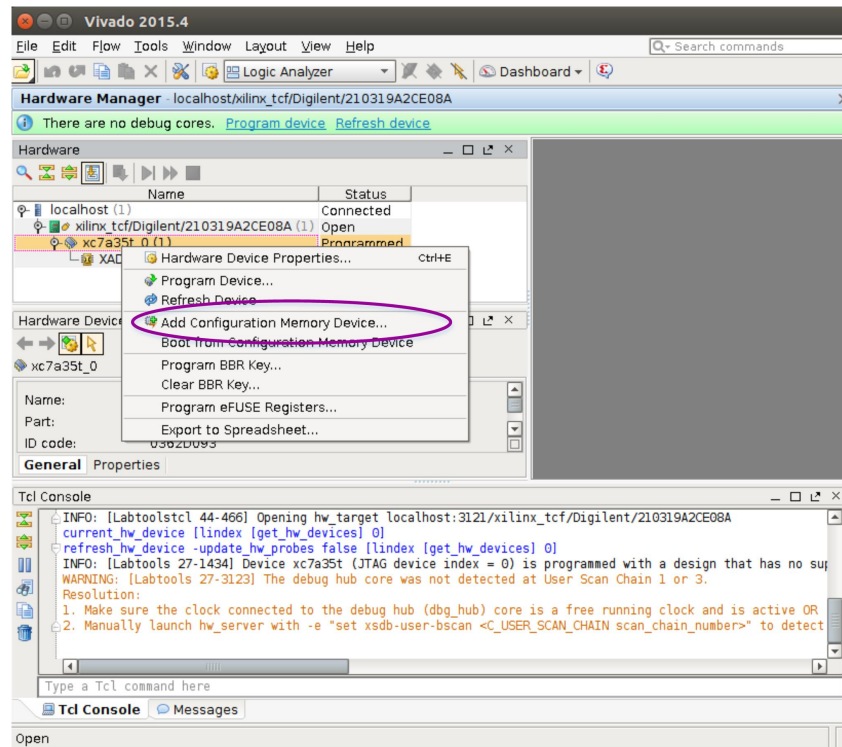 Vivado 2015.4
File Edit Flow Tools Window Layout View Help
Search commands
Logic Analyzer
Dashboard
Hardware Manager - localhost/xilinx_tcf/Digilent/210319A2CE08A
There are no debug cores. Program device Refresh device
Hardware
Name Status
localhost (1) Connected
xilinx_tcf/Digilent/210319A2CE08A (1) Open
xc7a35t_0 (1) Programmed
XAD
Hardware Device Properties... Ctrl+E
Program Device...
Refresh Device
Add Configuration Memory Device...
Boot from Configuration Memory Device
Program BBR Key...
Clear BBR Key...
Program eFUSE Registers...
Export to Spreadsheet...
Hardware Device
xc7a35t_0
Name:
Part:
ID code: 0362D093
General Properties
Tcl Console
INFO: [Labtoolstcl 44-466] Opening hw_target localhost:3121/xilinx_tcf/Digilent/210319A2CE08A
current_hw_device [lindex [get_hw_devices] 0]
refresh_hw_device -update_hw_probes false [lindex [get_hw_devices] 0]
INFO: [Labtools 27-1434] Device xc7a35t (JTAG device index = 0) is programmed with a design that has no sup
WARNING: [Labtools 27-3123] The debug hub core was not detected at User Scan Chain 1 or 3.
Resolution:
1. Make sure the clock connected to the debug hub (dbg_hub) core is a free running clock and is active OR
2. Manually launch hw_server with -e "set xsdb-user-bscan <C_USER_SCAN_CHAIN scan_chain_number>" to detect
Type a Tcl command here
Tcl Console Messages
Open